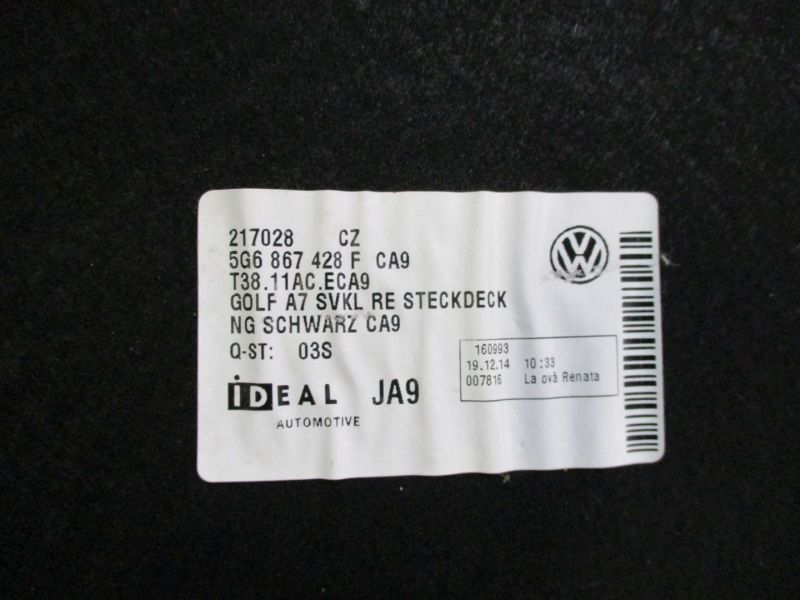 217028 CZ
5G6 867 428 F CA9
T38.11AC.ECA9
GOLF A7 SVKL RE STECKDECK
NG SCHWARZ CA9
Q-ST: 03S
160993
19.12.14 10:33
007816 La ová Renata
iDEAL JA9
AUTOMOTIVE